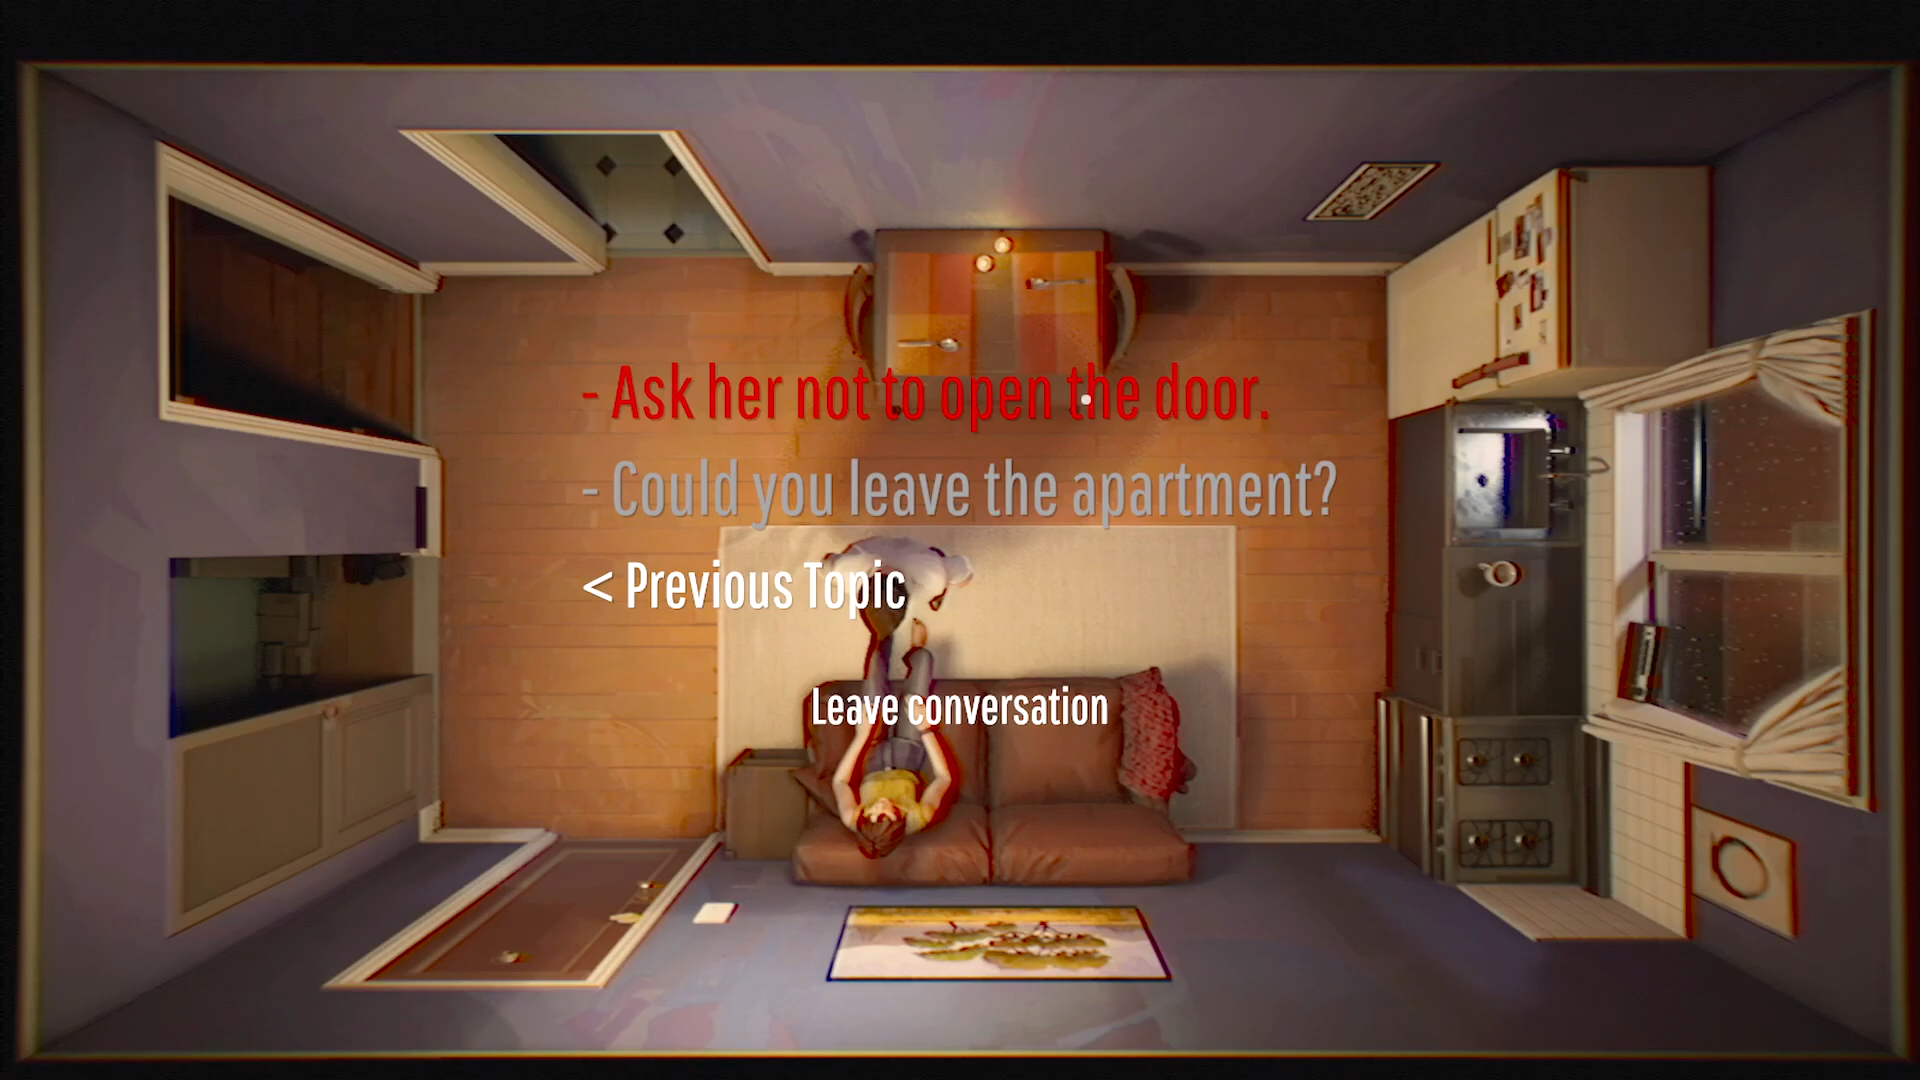 - Ask her not to open the door.
- Could you leave the apartment?
< Previous Topic
Leave conversation